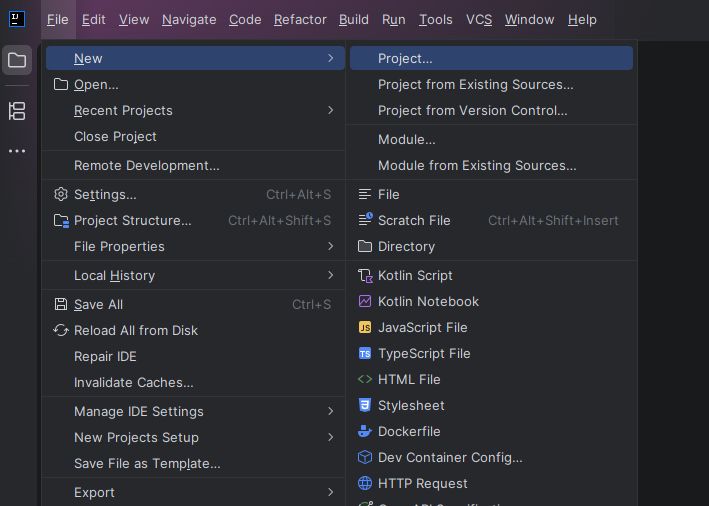 IJ
File Edit View Navigate Code Refactor Build Run Tools VCS Window Help
New
Open...
Recent Projects
Close Project
Remote Development...
Settings... Ctrl+Alt+S
Project Structure... Ctrl+Alt+Shift+S
File Properties
Local History
Save All Ctrl+S
Reload All from Disk
Repair IDE
Invalidate Caches...
Manage IDE Settings
New Projects Setup
Save File as Template...
Export
Project...
Project from Existing Sources...
Project from Version Control...
Module...
Module from Existing Sources...
File
Scratch File Ctrl+Alt+Shift+Insert
Directory
Kotlin Script
Kotlin Notebook
JS JavaScript File
TS TypeScript File
HTML File
Stylesheet
Dockerfile
Dev Container Config...
HTTP Request